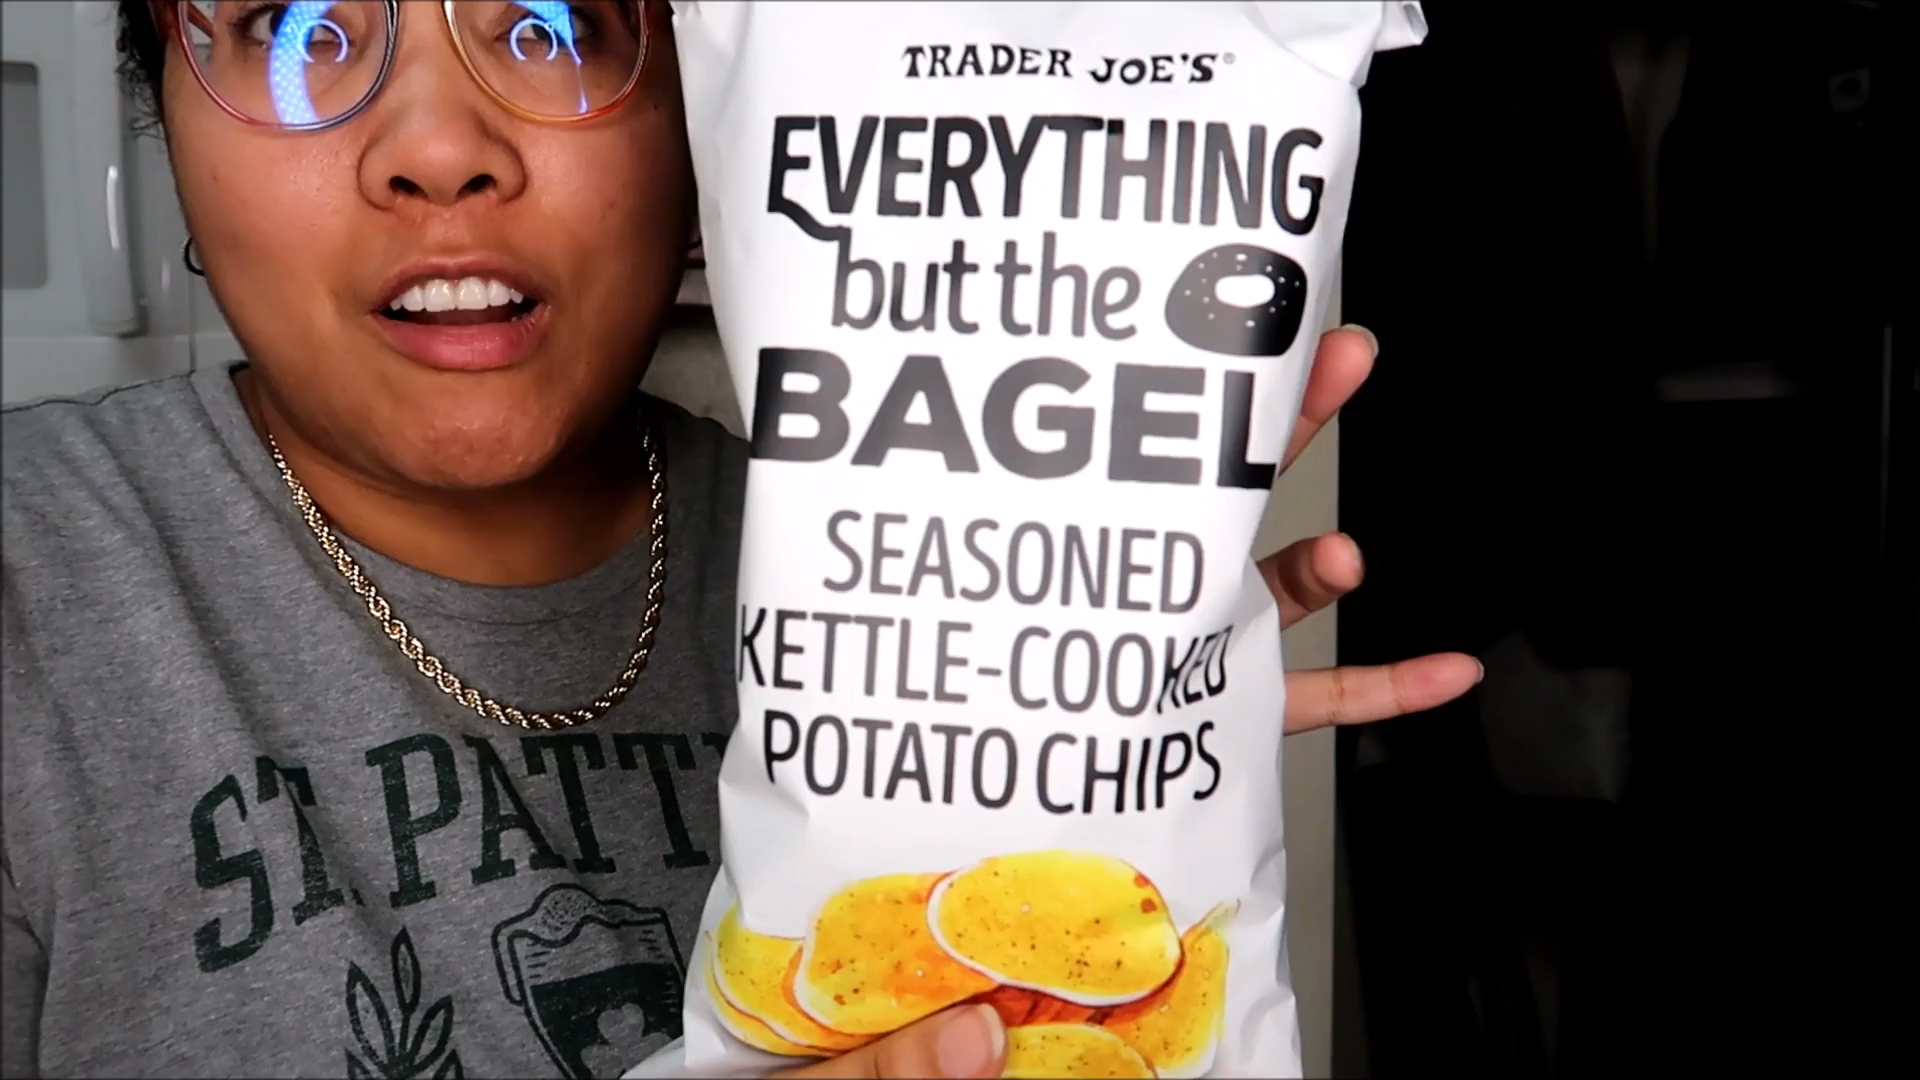 TRADER JOE'S®
EVERYTHING
but the
BAGEL
SEASONED
KETTLE-COOKED
POTATO CHIPS
ST. PATT